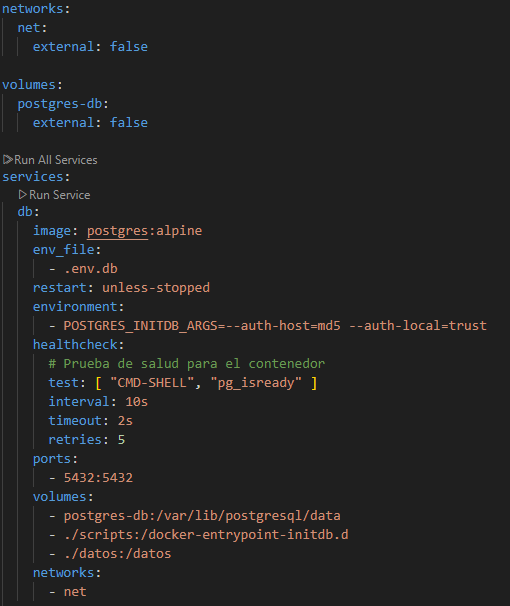 networks:
  net:
    external: false

volumes:
  postgres-db:
    external: false

Run All Services
services:
  Run Service
  db:
    image: postgres:alpine
    env_file:
      - .env.db
    restart: unless-stopped
    environment:
      - POSTGRES_INITDB_ARGS=--auth-host=md5 --auth-local=trust
    healthcheck:
      # Prueba de salud para el contenedor
      test: [ "CMD-SHELL", "pg_isready" ]
      interval: 10s
      timeout: 2s
      retries: 5
    ports:
      - 5432:5432
    volumes:
      - postgres-db:/var/lib/postgresql/data
      - ./scripts:/docker-entrypoint-initdb.d
      - ./datos:/datos
    networks:
      - net